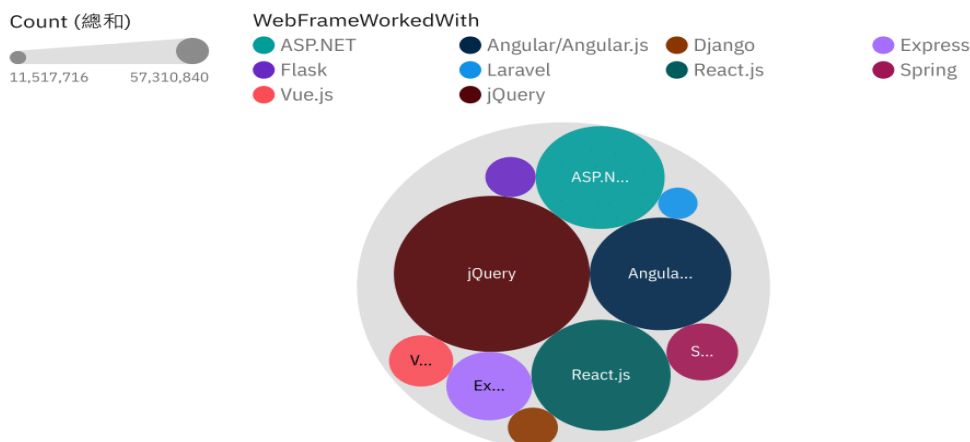 Count (總和)
11,517,716 57,310,840
WebFrameWorkedWith
ASP.NET Angular/Angular.js Django Express
Flask Laravel React.js Spring
Vue.js jQuery
ASP.N...
jQuery
Angula...
V...
Ex...
React.js
S...